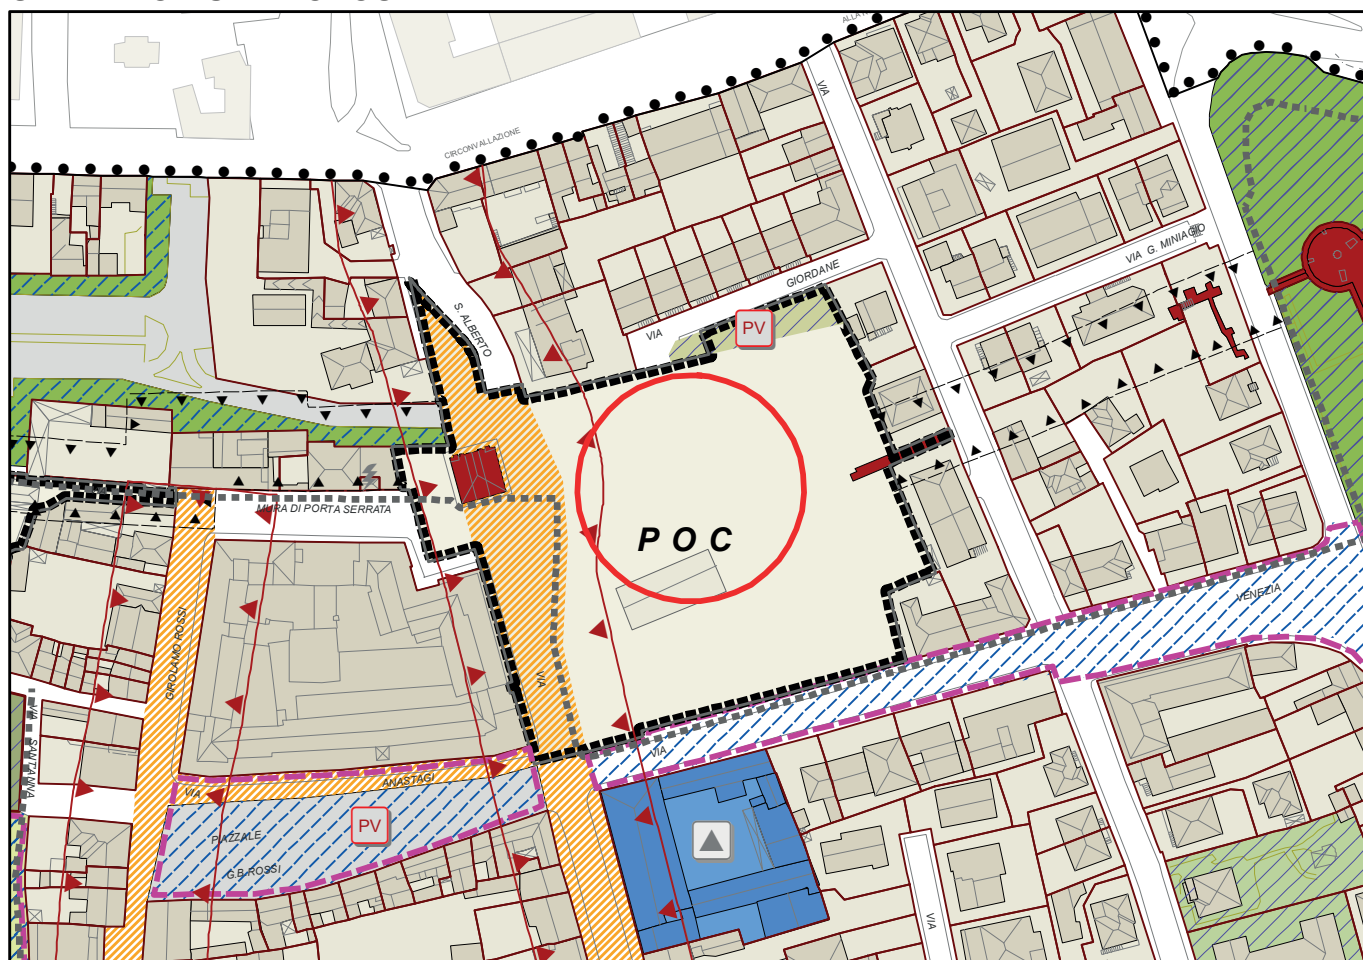 CIRCONVALLAZIONE
VIA
VIA G. MINIAGIO
GIORDANE
VIA
S. ALBERTO
PV
MURA DI PORTA SERRATA
P O C
VENEZIA
GIROLAMO ROSSI
VIA
VIA
VIA
SANT'ANNA
VIA
ANASTAGI
PIAZZALE
G.B.ROSSI
PV
VIA